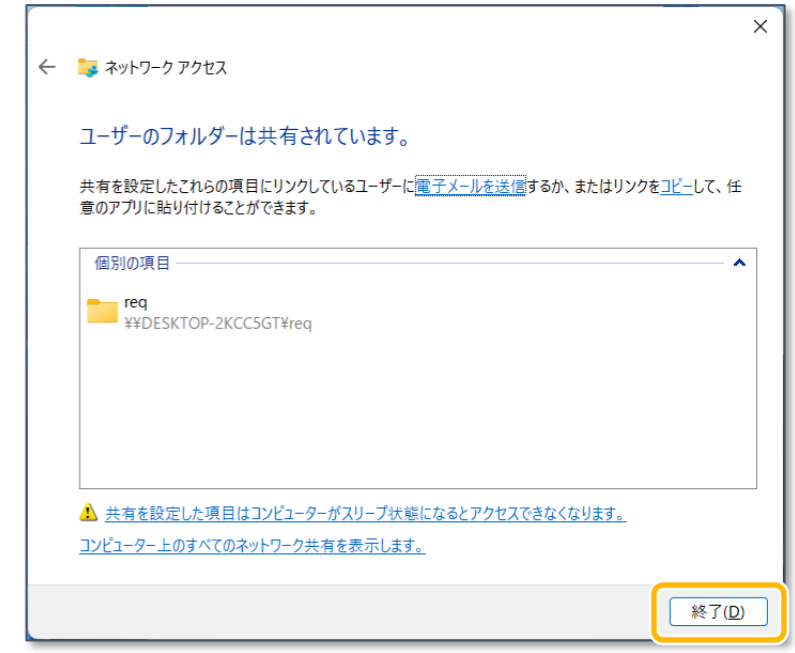 ネットワーク アクセス
ユーザーのフォルダーは共有されています。
共有を設定したこれらの項目にリンクしているユーザーに電子メールを送信するか、またはリンクをコピーして、任
意のアプリに貼り付けることができます。
個別の項目
req
¥¥DESKTOP-2KCC5GT¥req
共有を設定した項目はコンピューターがスリープ状態になるとアクセスできなくなります。
コンピューター上のすべてのネットワーク共有を表示します。
終了(D)